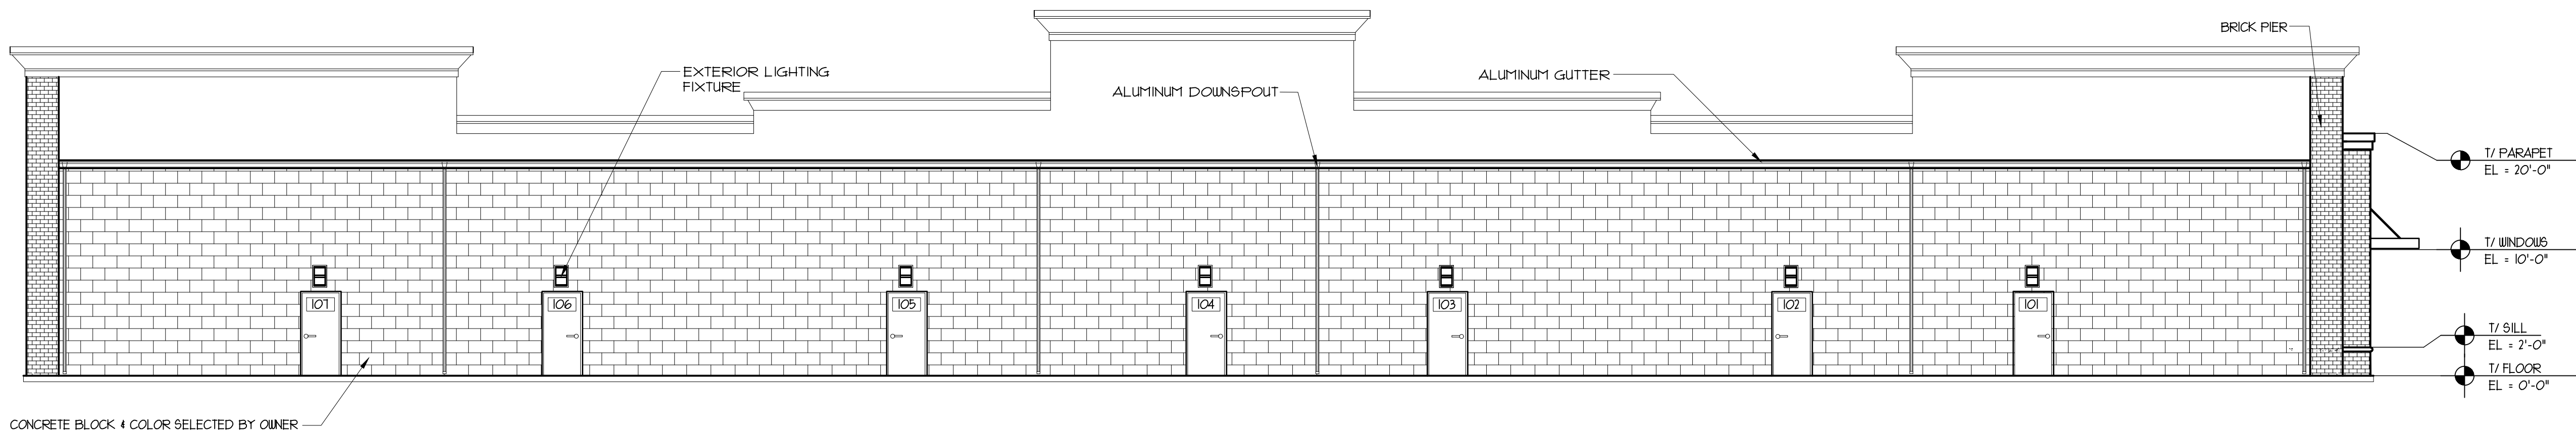 BRICK PIER
EXTERIOR LIGHTING
FIXTURE
ALUMINUM GUTTER
ALUMINUM DOWNSPOUT
T/ PARAPET
EL = 20'-0"
T/ WINDOWS
EL = 10'-0"
107
106
105
104
103
102
101
T/ SILL
EL = 2'-0"
T/ FLOOR
EL = 0'-0"
CONCRETE BLOCK & COLOR SELECTED BY OWNER